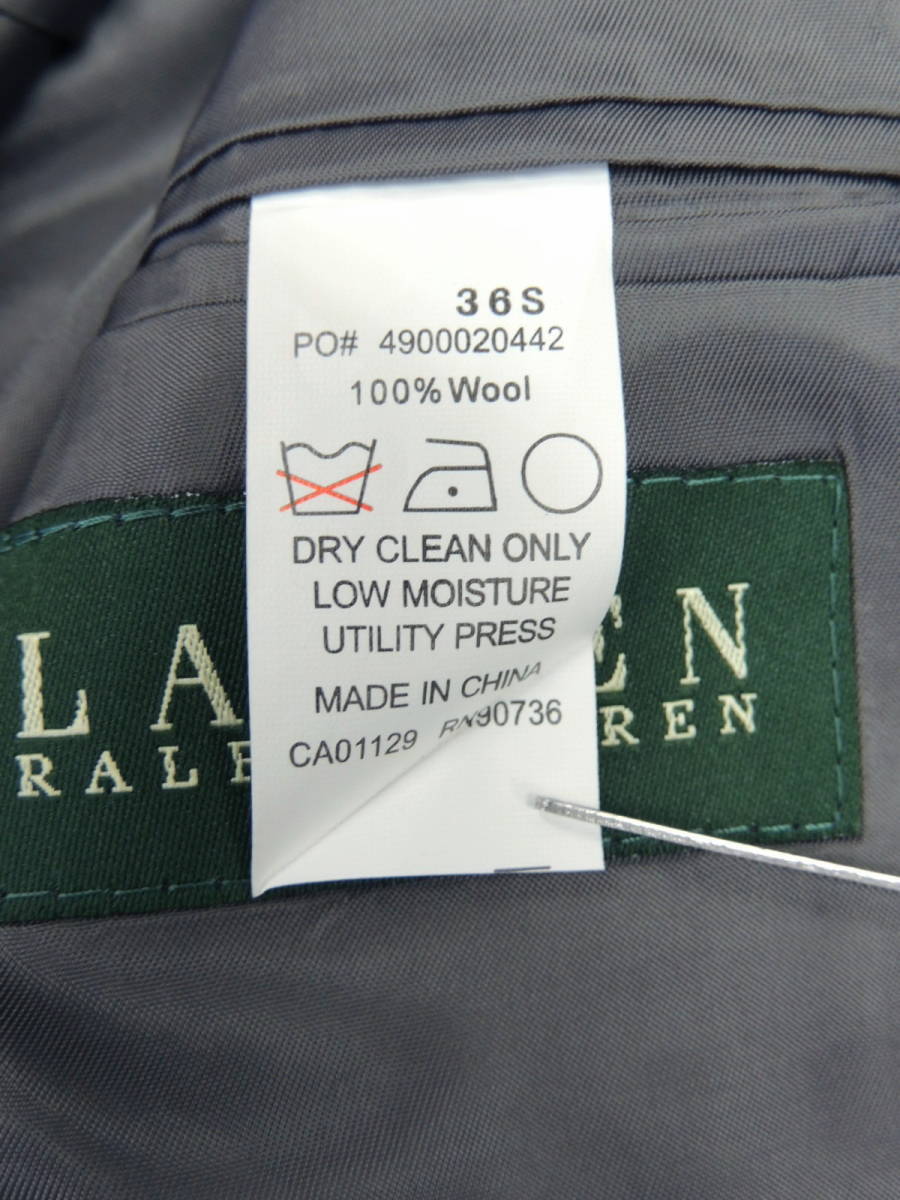 36S
PO# 4900020442
100% Wool
DRY CLEAN ONLY
LOW MOISTURE
UTILITY PRESS
MADE IN CHINA
CA01129 RN90736
LA EN
RAL REN